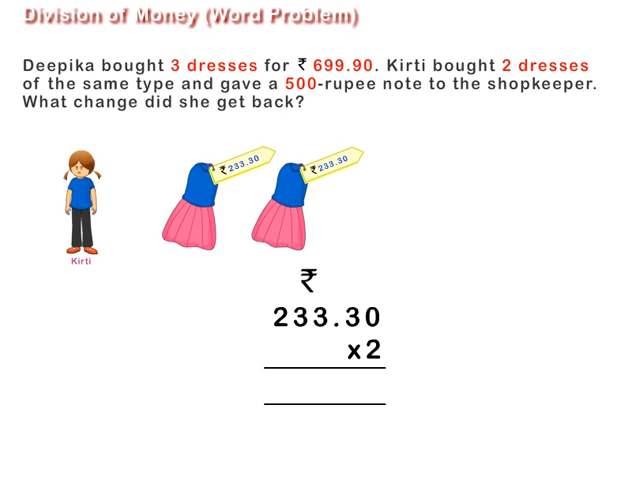 Division of Money (Word Problem)
Deepika bought 3 dresses for ₹ 699.90. Kirti bought 2 dresses
of the same type and gave a 500-rupee note to the shopkeeper.
What change did she get back?
₹233.30
₹233.30
Kirti
₹
233.30
x2